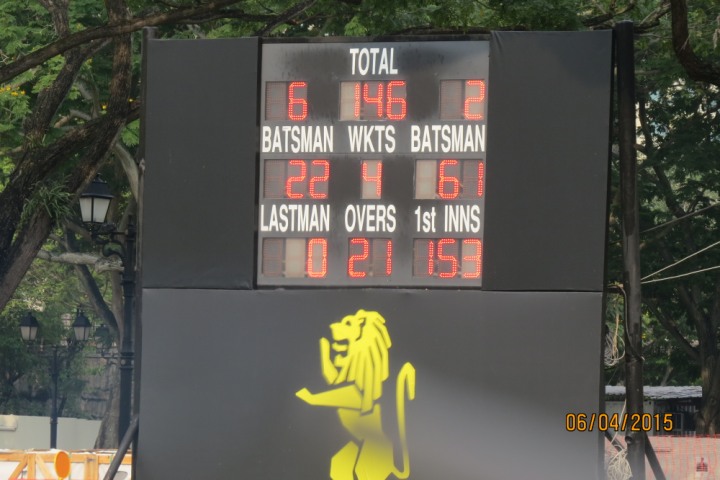 TOTAL
6 146 2
BATSMAN WKTS BATSMAN
22 4 61
LASTMAN OVERS 1st INNS
0 21 153
06/04/2015